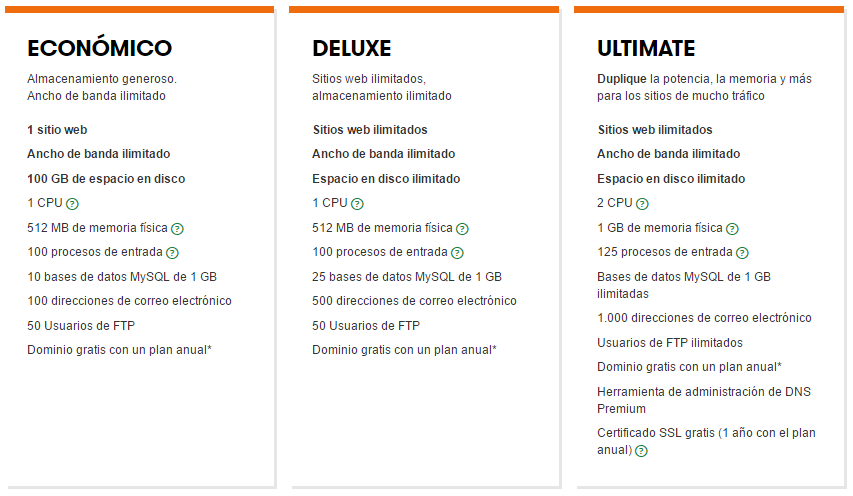 ECONÓMICO
Almacenamiento generoso.
Ancho de banda ilimitado
1 sitio web
Ancho de banda ilimitado
100 GB de espacio en disco
1 CPU ?
512 MB de memoria física ?
100 procesos de entrada ?
10 bases de datos MySQL de 1 GB
100 direcciones de correo electrónico
50 Usuarios de FTP
Dominio gratis con un plan anual*
DELUXE
Sitios web ilimitados,
almacenamiento ilimitado
Sitios web ilimitados
Ancho de banda ilimitado
Espacio en disco ilimitado
1 CPU ?
512 MB de memoria física ?
100 procesos de entrada ?
25 bases de datos MySQL de 1 GB
500 direcciones de correo electrónico
50 Usuarios de FTP
Dominio gratis con un plan anual*
ULTIMATE
Duplique la potencia, la memoria y más
para los sitios de mucho tráfico
Sitios web ilimitados
Ancho de banda ilimitado
Espacio en disco ilimitado
2 CPU ?
1 GB de memoria física ?
125 procesos de entrada ?
Bases de datos MySQL de 1 GB
ilimitadas
1.000 direcciones de correo electrónico
Usuarios de FTP ilimitados
Dominio gratis con un plan anual*
Herramienta de administración de DNS
Premium
Certificado SSL gratis (1 año con el plan
anual) ?